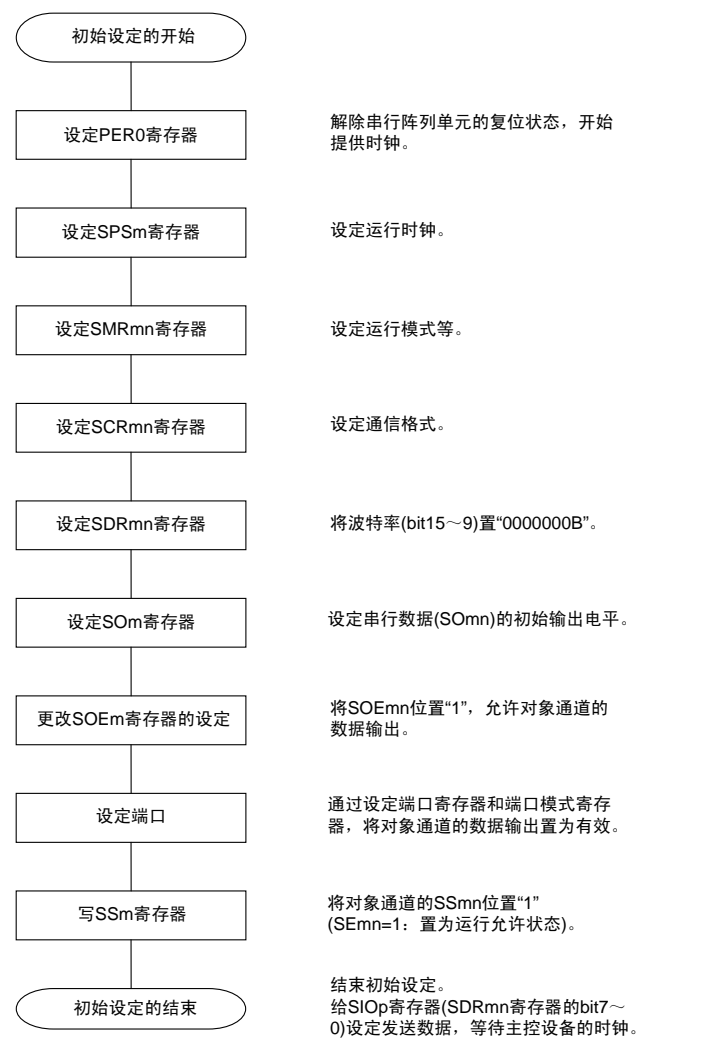 初始设定的开始
设定PER0寄存器
解除串行阵列单元的复位状态，开始
提供时钟。
设定SPSm寄存器
设定运行时钟。
设定SMRmn寄存器
设定运行模式等。
设定SCRmn寄存器
设定通信格式。
设定SDRmn寄存器
将波特率(bit15～9)置“0000000B”。
设定SOm寄存器
设定串行数据(SOmn)的初始输出电平。
更改SOEm寄存器的设定
将SOEmn位置“1”，允许对象通道的
数据输出。
设定端口
通过设定端口寄存器和端口模式寄存
器，将对象通道的数据输出置为有效。
写SSm寄存器
将对象通道的SSmn位置“1”
(SEmn=1：置为运行允许状态)。
初始设定的结束
结束初始设定。
给SIOp寄存器(SDRmn寄存器的bit7～
0)设定发送数据，等待主控设备的时钟。